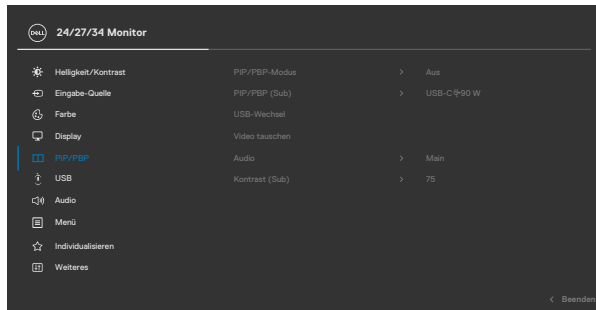 DELL 24/27/34 Monitor
Helligkeit/Kontrast PIP/PBP-Modus > Aus
Eingabe-Quelle PIP/PBP (Sub) > USB-C 90 W
Farbe USB-Wechsel
Display Video tauschen
PIP/PBP Audio > Main
USB Kontrast (Sub) > 75
Audio
Menü
Individualisieren
Weiteres
< Beenden